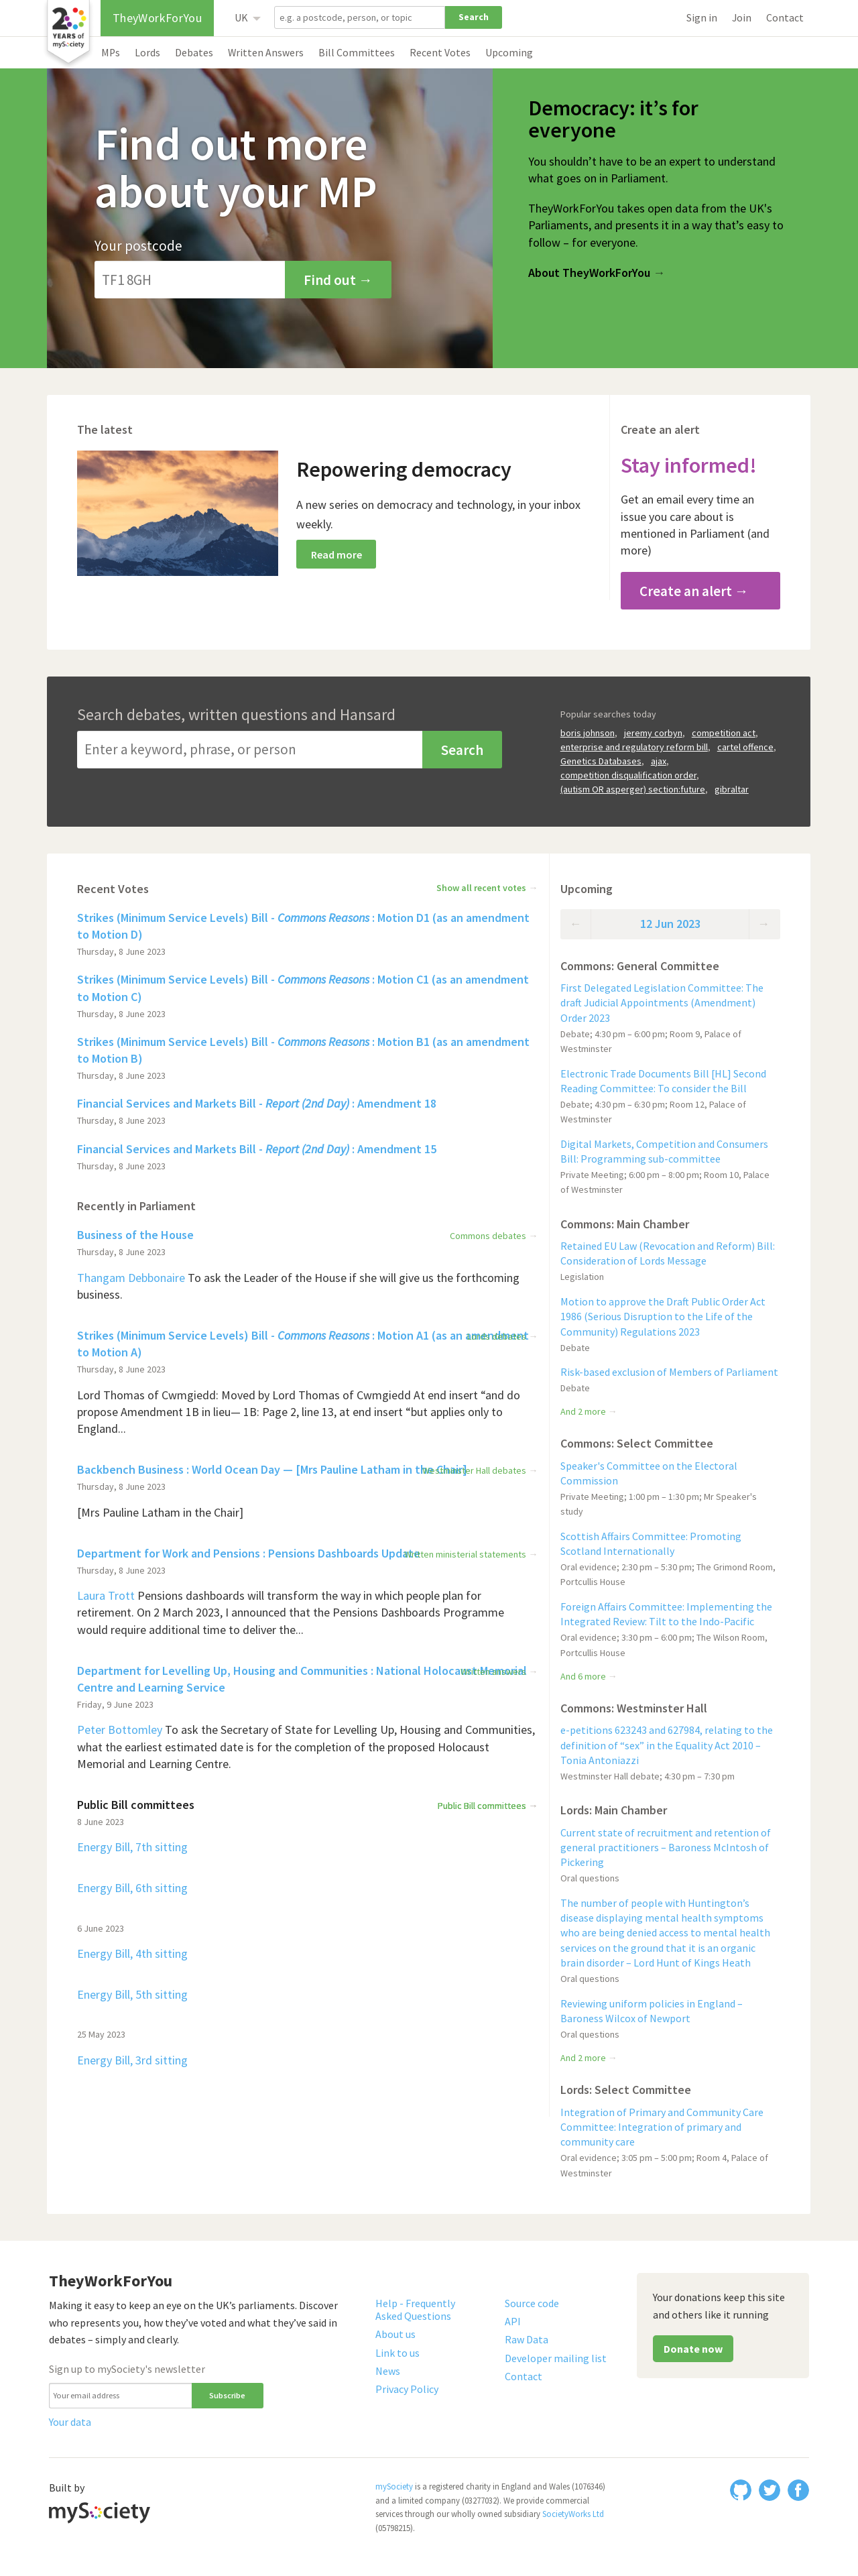 20
YEARS of
mySociety
TheyWorkForYou
UK
e.g. a postcode, person, or topic
Search
Sign in
Join
Contact
MPs
Lords
Debates
Written Answers
Bill Committees
Recent Votes
Upcoming
Find out more
about your MP
Your postcode
TF1 8GH
Find out →
Democracy: it’s for
everyone
You shouldn’t have to be an expert to understand
what goes on in Parliament.
TheyWorkForYou takes open data from the UK's
Parliaments, and presents it in a way that’s easy to
follow – for everyone.
About TheyWorkForYou →
The latest
Repowering democracy
A new series on democracy and technology, in your inbox
weekly.
Read more
Create an alert
Stay informed!
Get an email every time an
issue you care about is
mentioned in Parliament (and
more)
Create an alert →
Search debates, written questions and Hansard
Enter a keyword, phrase, or person
Search
Popular searches today
boris johnson, jeremy corbyn, competition act,
enterprise and regulatory reform bill, cartel offence,
Genetics Databases, ajax,
competition disqualification order,
(autism OR asperger) section:future, gibraltar
Recent Votes
Show all recent votes →
Strikes (Minimum Service Levels) Bill - Commons Reasons : Motion D1 (as an amendment
to Motion D)
Thursday, 8 June 2023
Strikes (Minimum Service Levels) Bill - Commons Reasons : Motion C1 (as an amendment
to Motion C)
Thursday, 8 June 2023
Strikes (Minimum Service Levels) Bill - Commons Reasons : Motion B1 (as an amendment
to Motion B)
Thursday, 8 June 2023
Financial Services and Markets Bill - Report (2nd Day) : Amendment 18
Thursday, 8 June 2023
Financial Services and Markets Bill - Report (2nd Day) : Amendment 15
Thursday, 8 June 2023
Recently in Parliament
Business of the House
Commons debates →
Thursday, 8 June 2023
Thangam Debbonaire To ask the Leader of the House if she will give us the forthcoming
business.
Strikes (Minimum Service Levels) Bill - Commons Reasons : Motion A1 (as an amendment
to Motion A)
Thursday, 8 June 2023
Lord Thomas of Cwmgiedd: Moved by Lord Thomas of Cwmgiedd At end insert “and do
propose Amendment 1B in lieu— 1B: Page 2, line 13, at end insert “but applies only to
England...
Backbench Business : World Ocean Day — [Mrs Pauline Latham in the Chair]
Westminster Hall debates →
Thursday, 8 June 2023
[Mrs Pauline Latham in the Chair]
Department for Work and Pensions : Pensions Dashboards Update
Written ministerial statements →
Thursday, 8 June 2023
Laura Trott Pensions dashboards will transform the way in which people plan for
retirement. On 2 March 2023, I announced that the Pensions Dashboards Programme
would require additional time to deliver the...
Department for Levelling Up, Housing and Communities : National Holocaust Memorial
Centre and Learning Service
Friday, 9 June 2023
Peter Bottomley To ask the Secretary of State for Levelling Up, Housing and Communities,
what the earliest estimated date is for the completion of the proposed Holocaust
Memorial and Learning Centre.
Public Bill committees
Public Bill committees →
8 June 2023
Energy Bill, 7th sitting
Energy Bill, 6th sitting
6 June 2023
Energy Bill, 4th sitting
Energy Bill, 5th sitting
25 May 2023
Energy Bill, 3rd sitting
Upcoming
← 12 Jun 2023 →
Commons: General Committee
First Delegated Legislation Committee: The
draft Judicial Appointments (Amendment)
Order 2023
Debate; 4:30 pm – 6:00 pm; Room 9, Palace of
Westminster
Electronic Trade Documents Bill [HL] Second
Reading Committee: To consider the Bill
Debate; 4:30 pm – 6:30 pm; Room 12, Palace of
Westminster
Digital Markets, Competition and Consumers
Bill: Programming sub-committee
Private Meeting; 6:00 pm – 8:00 pm; Room 10, Palace
of Westminster
Commons: Main Chamber
Retained EU Law (Revocation and Reform) Bill:
Consideration of Lords Message
Legislation
Motion to approve the Draft Public Order Act
1986 (Serious Disruption to the Life of the
Community) Regulations 2023
Debate
Risk-based exclusion of Members of Parliament
Debate
And 2 more →
Commons: Select Committee
Speaker's Committee on the Electoral
Commission
Private Meeting; 1:00 pm – 1:30 pm; Mr Speaker's
study
Scottish Affairs Committee: Promoting
Scotland Internationally
Oral evidence; 2:30 pm – 5:30 pm; The Grimond Room,
Portcullis House
Foreign Affairs Committee: Implementing the
Integrated Review: Tilt to the Indo-Pacific
Oral evidence; 3:30 pm – 6:00 pm; The Wilson Room,
Portcullis House
And 6 more →
Commons: Westminster Hall
e-petitions 623243 and 627984, relating to the
definition of “sex” in the Equality Act 2010 –
Tonia Antoniazzi
Westminster Hall debate; 4:30 pm – 7:30 pm
Lords: Main Chamber
Current state of recruitment and retention of
general practitioners – Baroness McIntosh of
Pickering
Oral questions
The number of people with Huntington’s
disease displaying mental health symptoms
who are being denied access to mental health
services on the ground that it is an organic
brain disorder – Lord Hunt of Kings Heath
Oral questions
Reviewing uniform policies in England –
Baroness Wilcox of Newport
Oral questions
And 2 more →
Lords: Select Committee
Integration of Primary and Community Care
Committee: Integration of primary and
community care
Oral evidence; 3:05 pm – 5:00 pm; Room 4, Palace of
Westminster
TheyWorkForYou
Making it easy to keep an eye on the UK’s parliaments. Discover
who represents you, how they’ve voted and what they’ve said in
debates – simply and clearly.
Sign up to mySociety's newsletter
Your email address
Subscribe
Your data
Help - Frequently
Asked Questions
About us
Link to us
News
Privacy Policy
Source code
API
Raw Data
Developer mailing list
Contact
Your donations keep this site
and others like it running
Donate now
Built by
mySociety
mySociety is a registered charity in England and Wales (1076346)
and a limited company (03277032). We provide commercial
services through our wholly owned subsidiary SocietyWorks Ltd
(05798215).